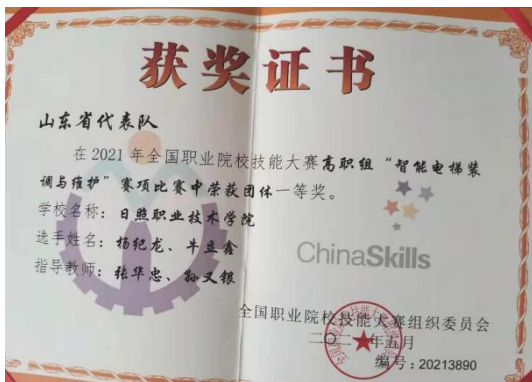 获奖证书
山东省代表队
在2021年全国职业院校技能大赛高职组“智能电梯装
调与维护”赛项比赛中荣获团体一等奖。
学校名称：日照职业技术学院
选手姓名：杨纪龙、牛立鑫
指导教师：张华忠、孙义银
ChinaSkills
全国职业院校技能大赛组织委员会
二〇二一年五月
编号：20213890